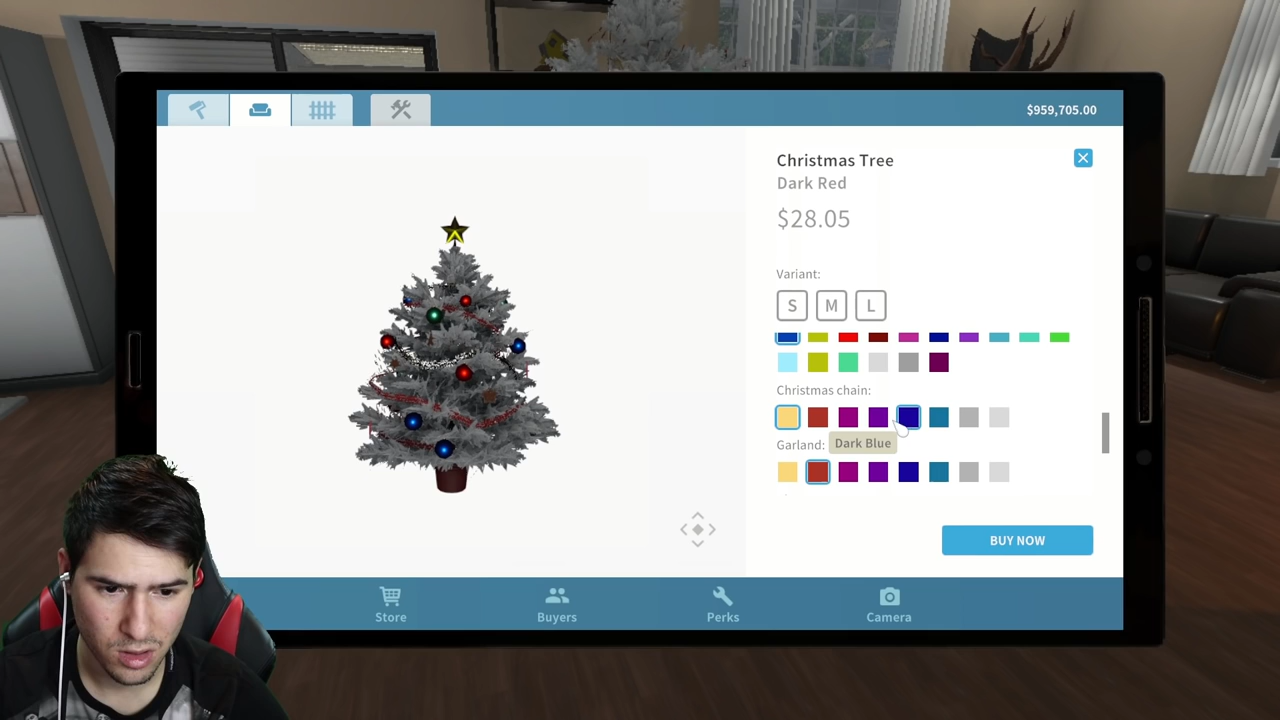 $959,705.00
Christmas Tree
Dark Red
$28.05
Variant:
S M L
Christmas chain:
Garland:
Dark Blue
BUY NOW
Store
Buyers
Perks
Camera